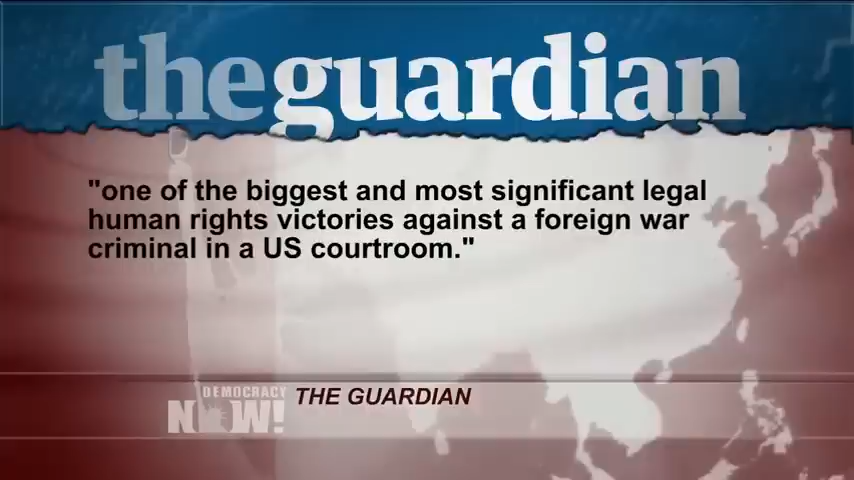 theguardian
"one of the biggest and most significant legal
human rights victories against a foreign war
criminal in a US courtroom."
DEMOCRACY
NOW!
THE GUARDIAN